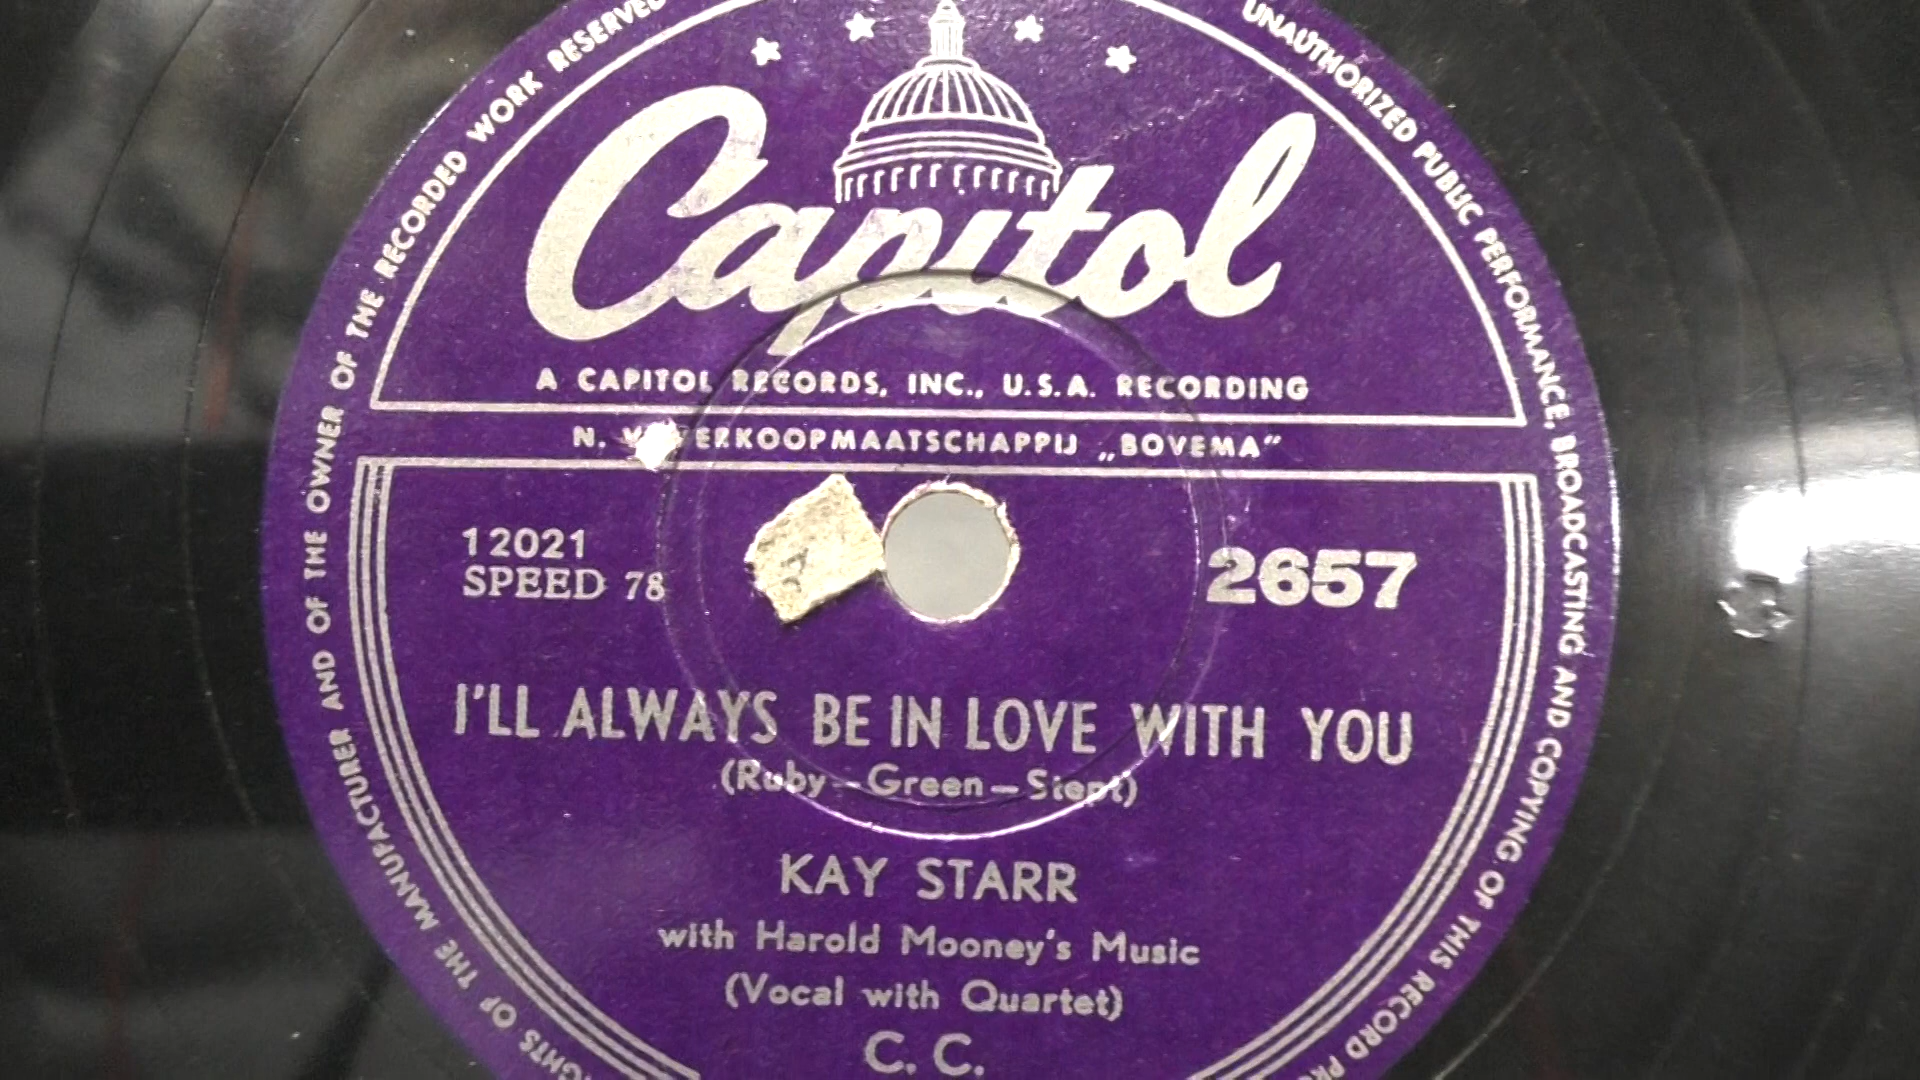 Capitol
A CAPITOL RECORDS, INC., U.S.A. RECORDING
N. V. VERKOOPMAATSCHAPPIJ „BOVEMA”
12021
SPEED 78
2657
I'LL ALWAYS BE IN LOVE WITH YOU
(Ruby – Green – Stept)
KAY STARR
with Harold Mooney's Music
(Vocal with Quartet)
C. C.
OF THE MANUFACTURER AND OF THE OWNER OF THE RECORDED WORK RESERVED
UNAUTHORIZED PUBLIC PERFORMANCE, BROADCASTING AND COPYING OF THIS RECORD